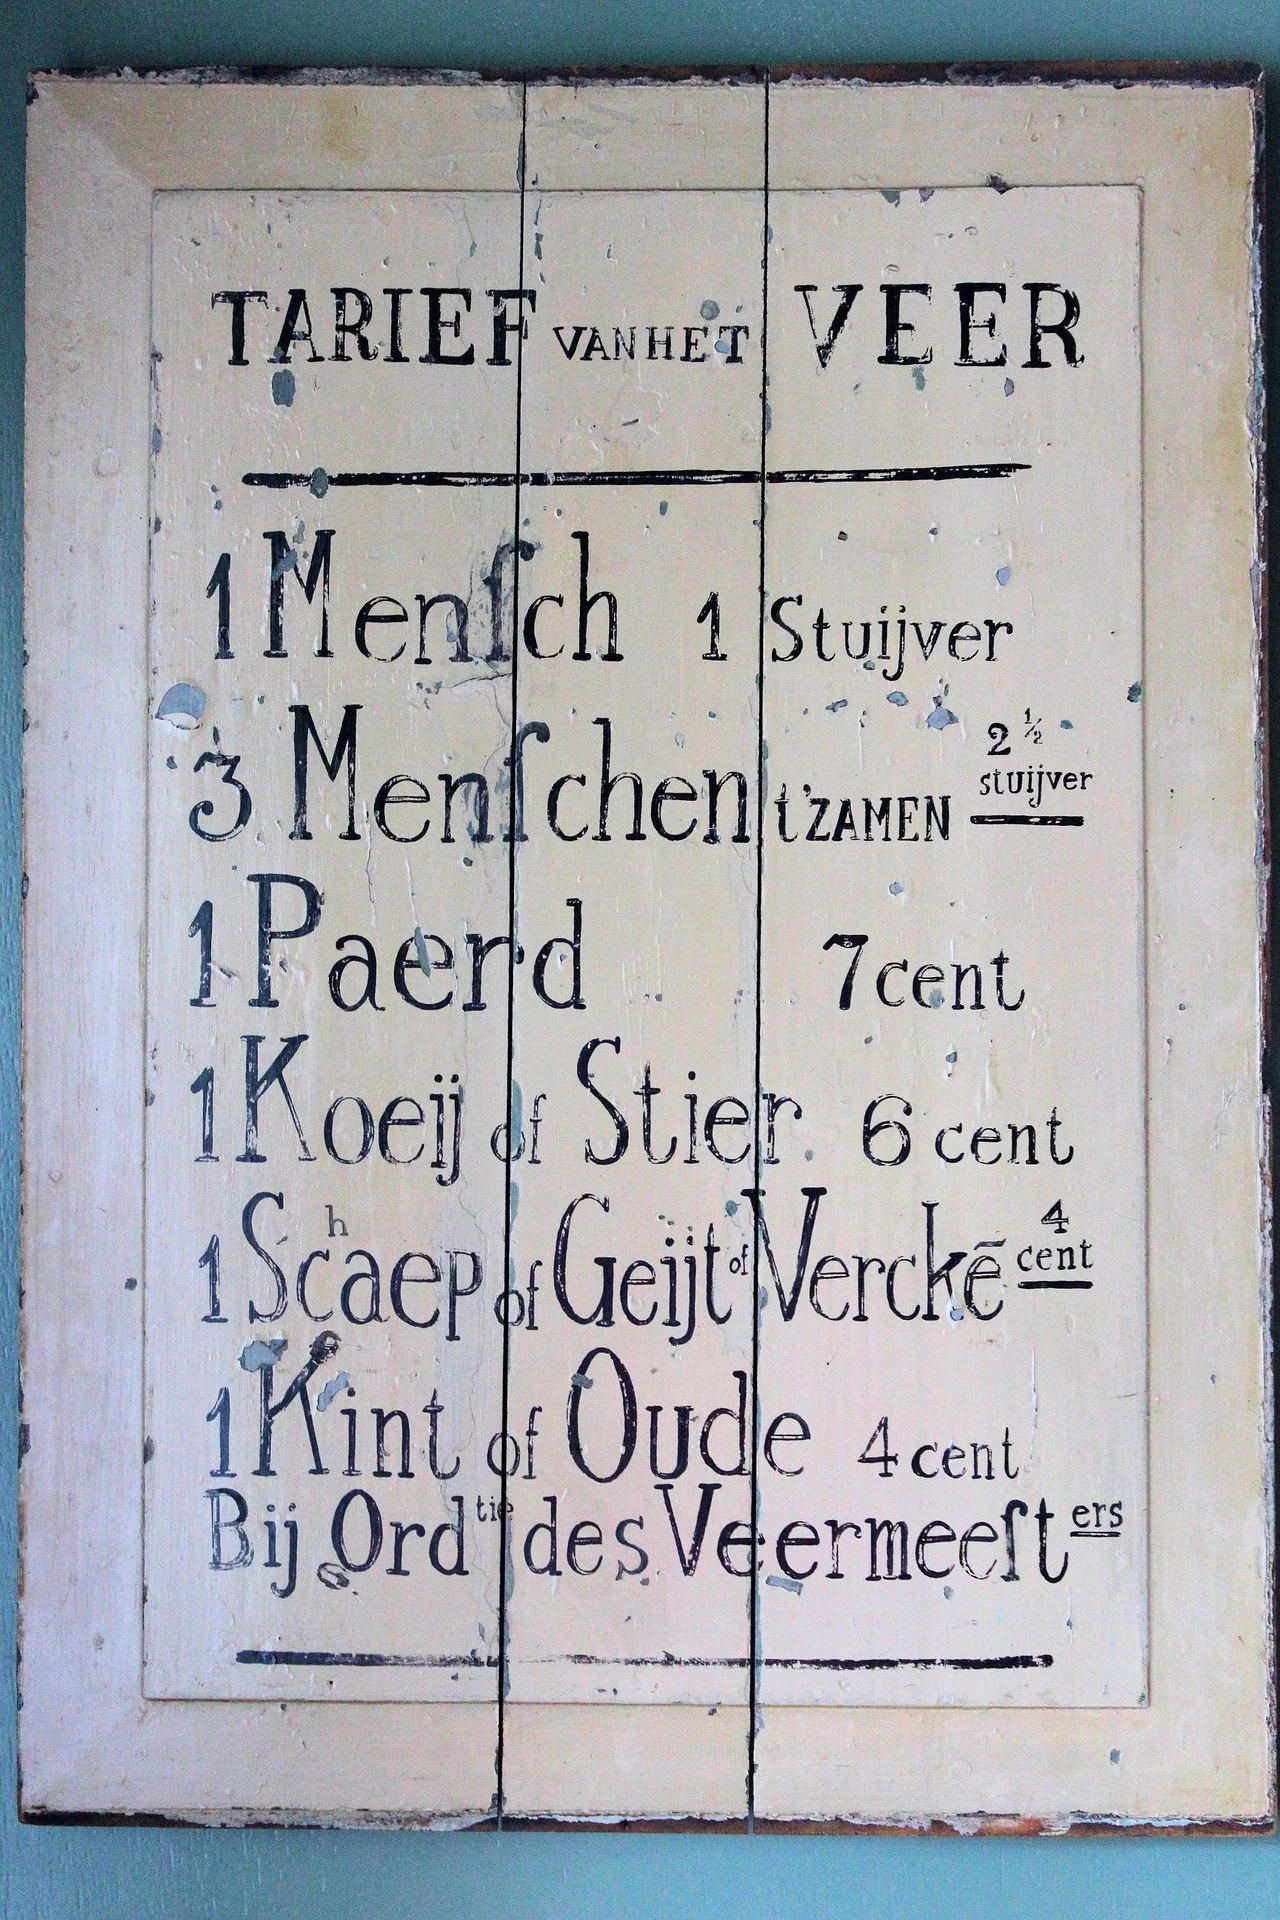 TARIEF VAN HET VEER
1 Menſch 1 Stuijver
3 Menſchen t'ZAMEN 2 ½ stuijver
1 Paerd 7 cent
1 Koeij of Stier 6 cent
1 Schaep of Geijt of Verckē 4 cent
1 Kint of Oude 4 cent
Bij Ordtie des Veermeeſters